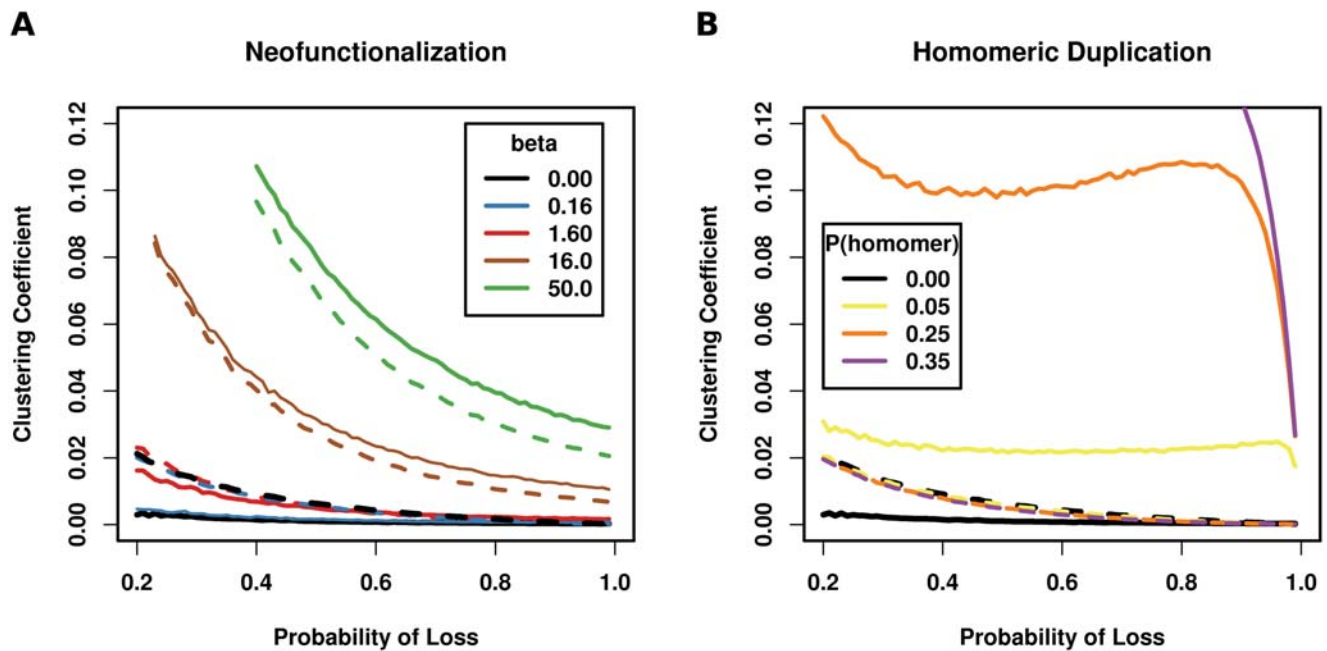 A
Neofunctionalization
Clustering Coefficient
0.12
0.10
0.08
0.06
0.04
0.02
0.00
beta
0.00
0.16
1.60
16.0
50.0
0.2 0.4 0.6 0.8 1.0
Probability of Loss
B
Homomeric Duplication
Clustering Coefficient
0.12
0.10
0.08
0.06
0.04
0.02
0.00
P(homomer)
0.00
0.05
0.25
0.35
0.2 0.4 0.6 0.8 1.0
Probability of Loss